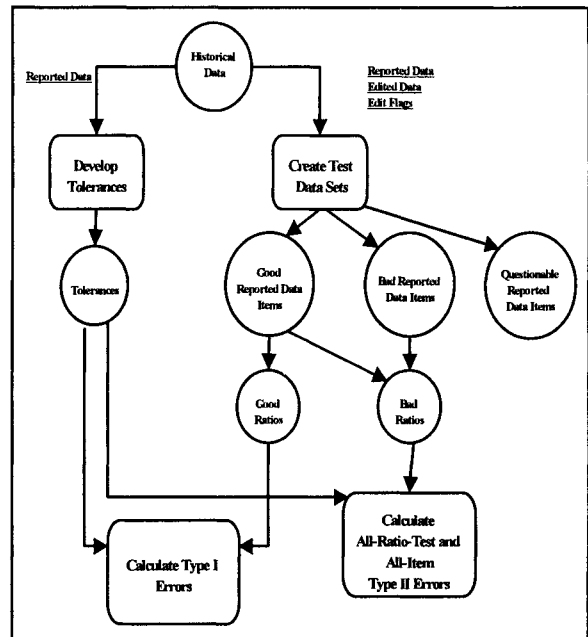 Historical
Data
Reported Data
Reported Data
Edited Data
Edit Flags
Develop
Tolerances
Create Test
Data Sets
Tolerances
Good
Reported Data
Items
Bad Reported
Data Items
Questionable
Reported
Data Items
Good
Ratios
Bad
Ratios
Calculate Type I
Errors
Calculate
All-Ratio-Test and
All-Item
Type II Errors